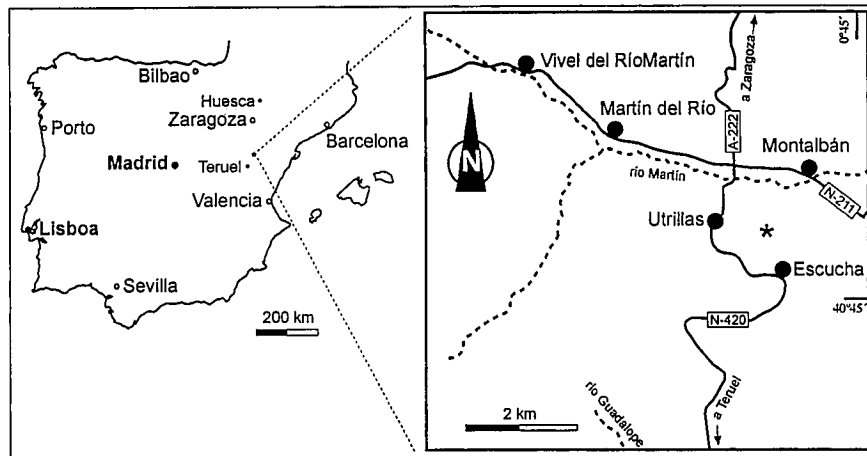 Bilbao
Huesca
Zaragoza
Porto
Barcelona
Madrid
Teruel
Valencia
Lisboa
Sevilla
200 km
Vivel del RíoMartín
a Zaragoza
0°45'
Martín del Río
A-222
Montalbán
N
río Martín
N-211
Utrillas
*
Escucha
40°45'
N-420
2 km
río Guadalope
a Teruel